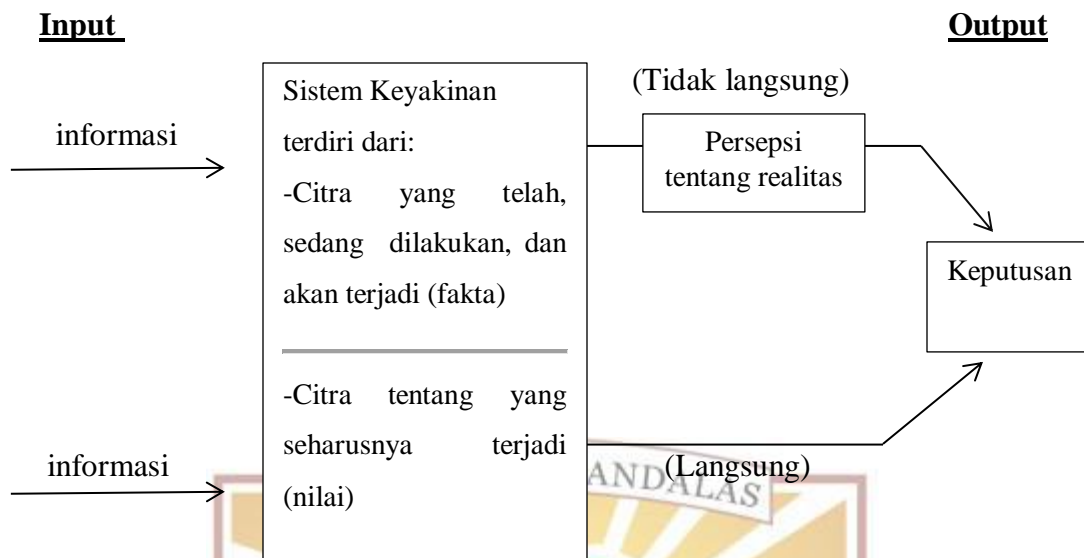 Input
Output
(Tidak langsung)
informasi
Sistem Keyakinan
terdiri dari:
-Citra yang telah,
sedang dilakukan, dan
akan terjadi (fakta)
Persepsi
tentang realitas
Keputusan
-Citra tentang yang
seharusnya terjadi
(nilai)
informasi
(Langsung)
ANDALAS